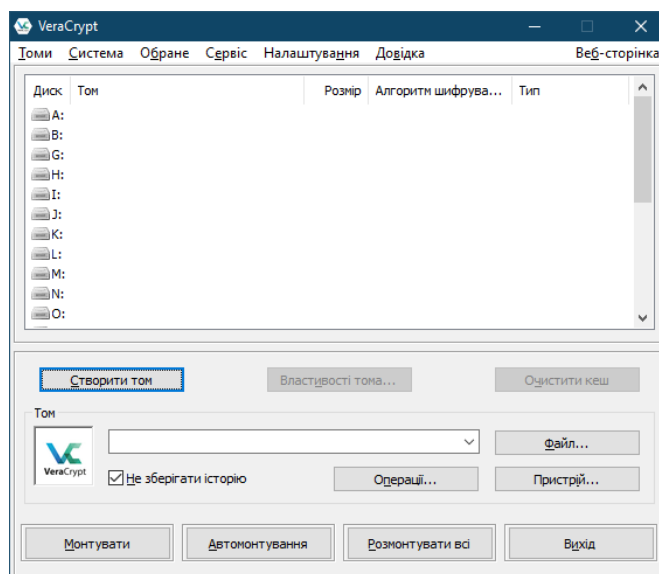 VeraCrypt
Томи Система Обране Сервіс Налаштування Довідка Веб-сторінка
Диск Том Розмір Алгоритм шифрува... Тип
A:
B:
G:
H:
I:
J:
K:
L:
M:
N:
O:
Створити том Властивості тома... Очистити кеш
Том
VeraCrypt
Файл...
Не зберігати історію Операції... Пристрій...
Монтувати Автомонтування Розмонтувати всі Вихід